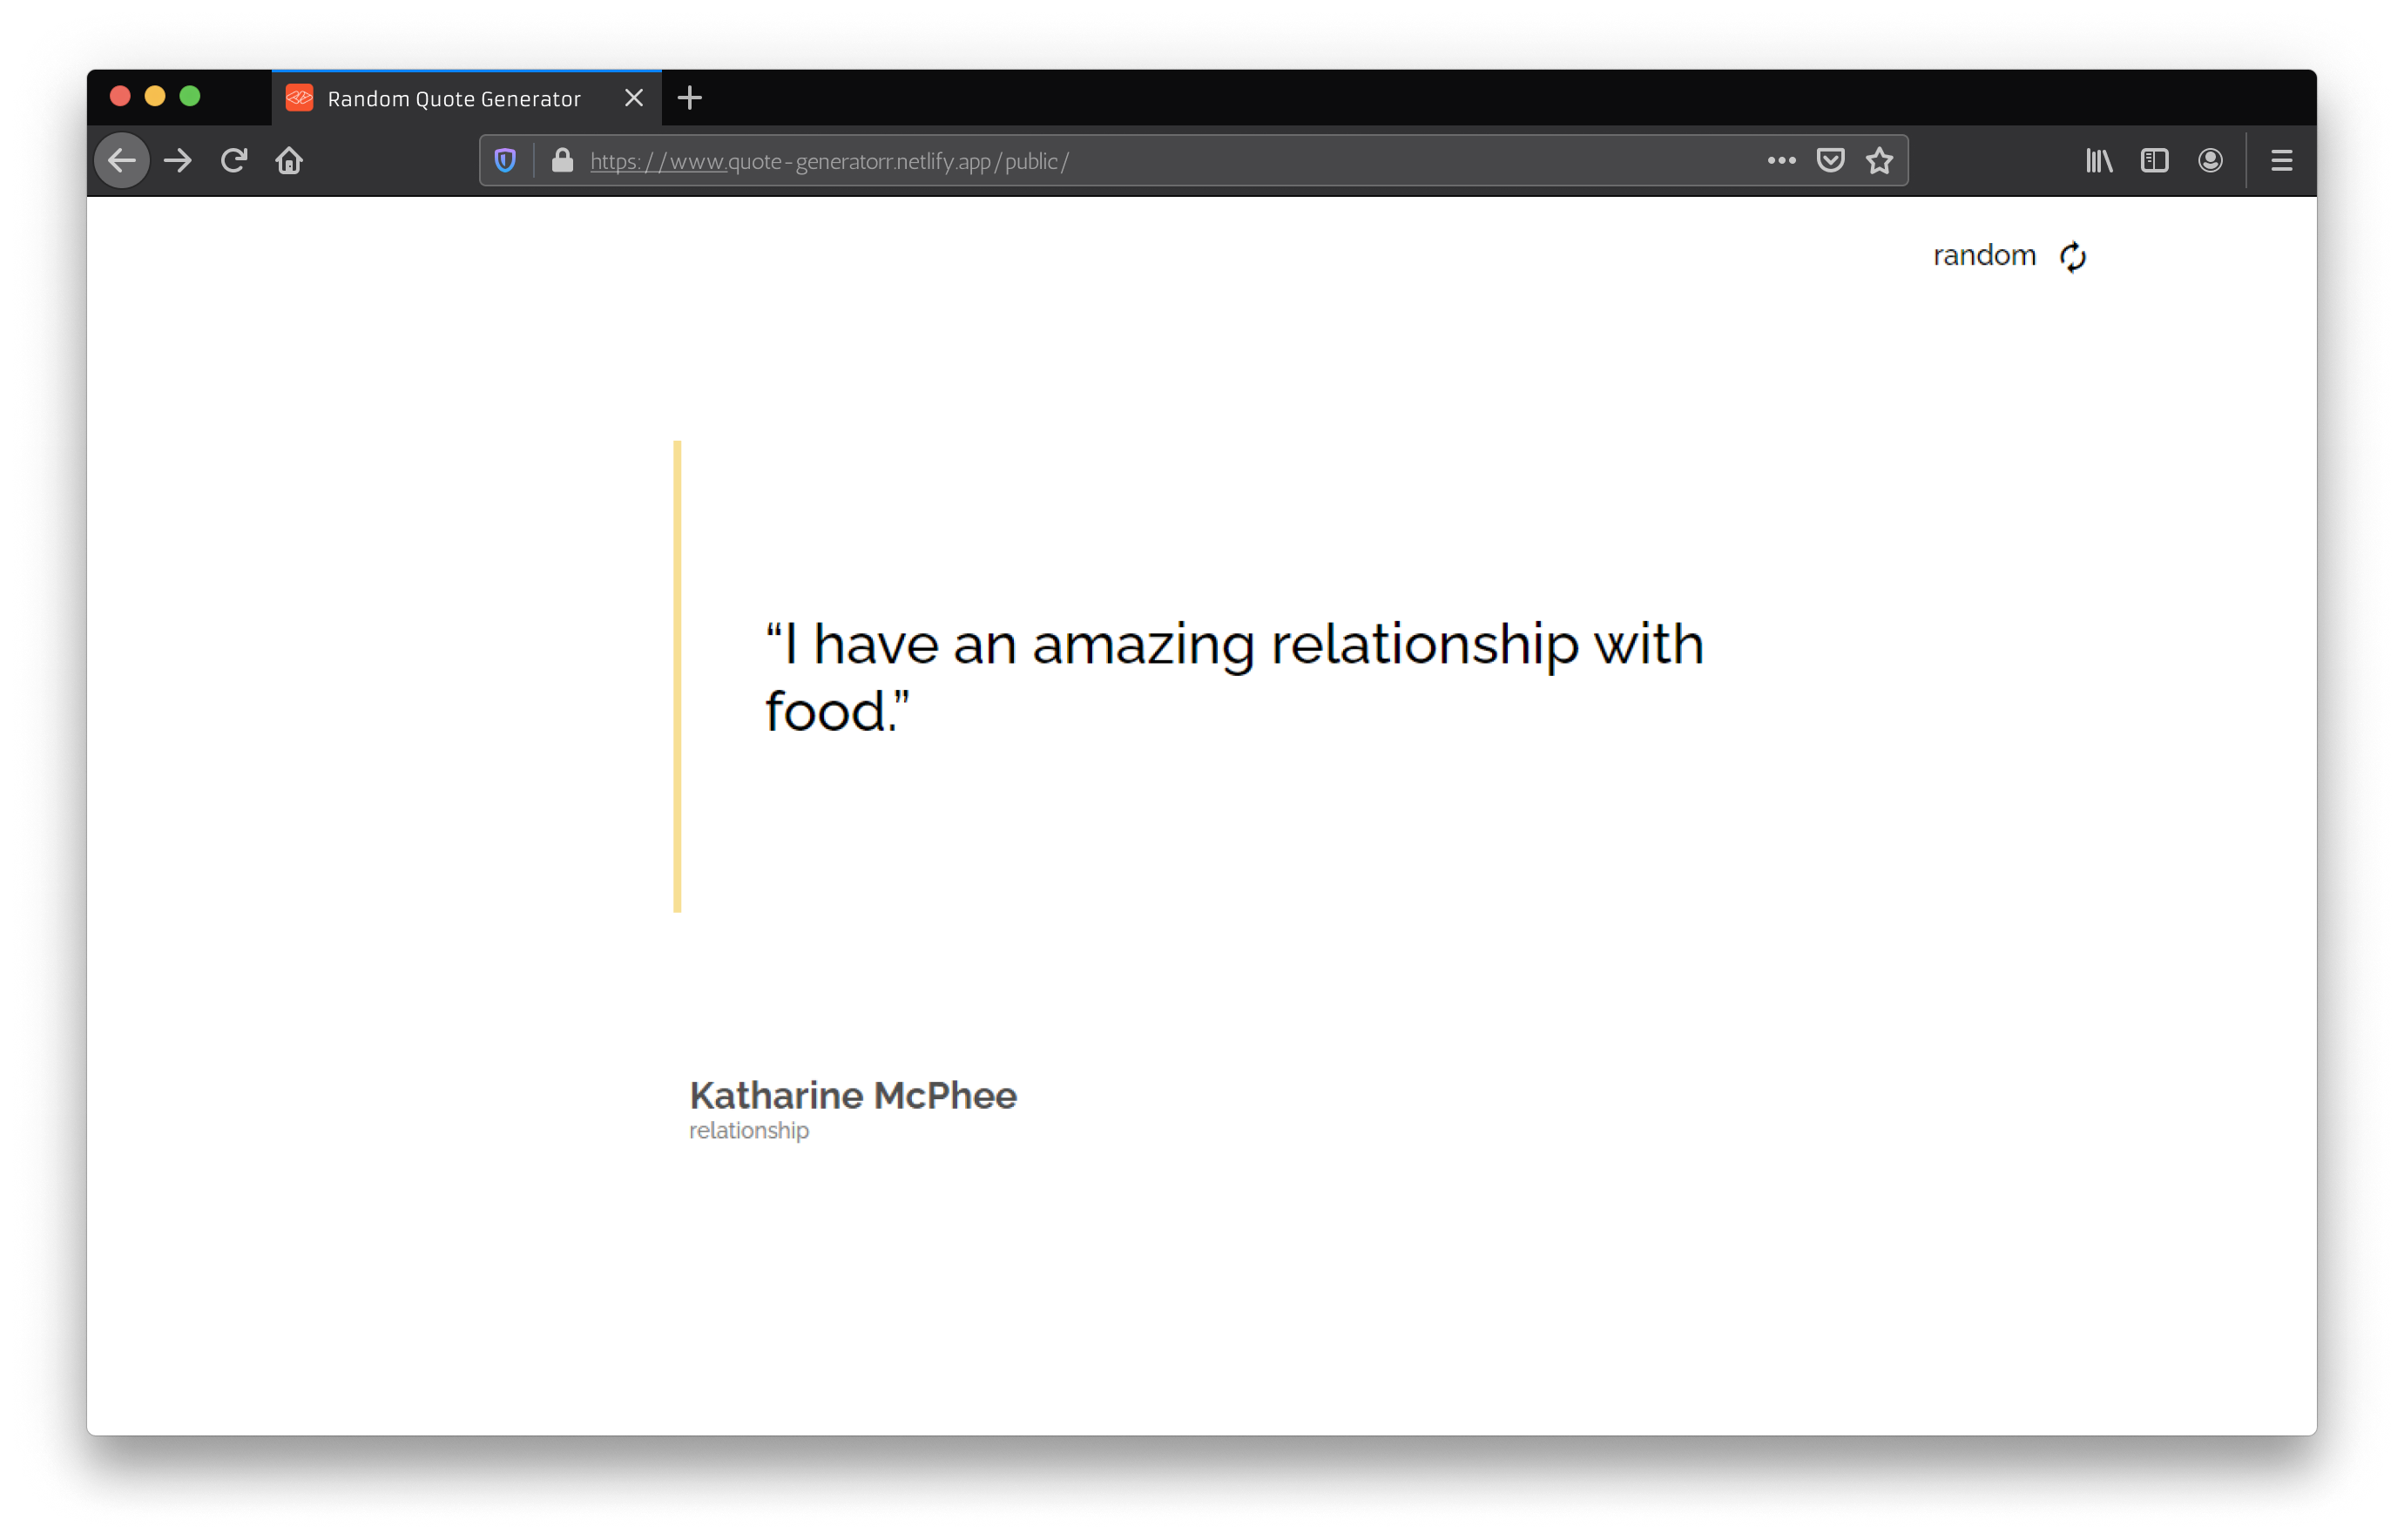 Random Quote Generator
https://www.quote-generatorr.netlify.app/public/
random
“I have an amazing relationship with
food.”
Katharine McPhee
relationship